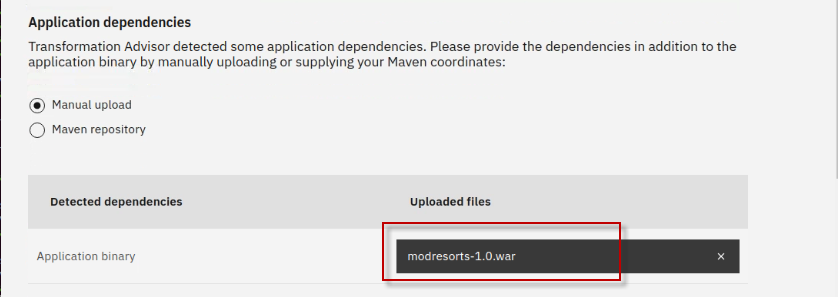 Application dependencies
Transformation Advisor detected some application dependencies. Please provide the dependencies in addition to the
application binary by manually uploading or supplying your Maven coordinates:
Manual upload
Maven repository
Detected dependencies Uploaded files
Application binary modresorts-1.0.war ×